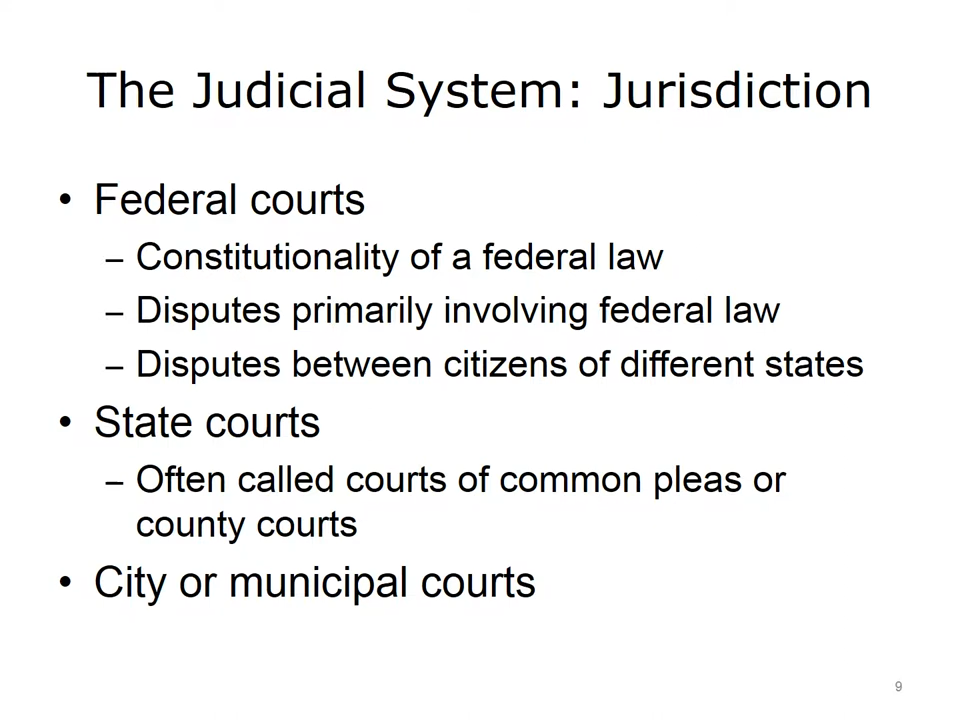 The Judicial System: Jurisdiction
• Federal courts
– Constitutionality of a federal law
– Disputes primarily involving federal law
– Disputes between citizens of different states
• State courts
– Often called courts of common pleas or
county courts
• City or municipal courts
9